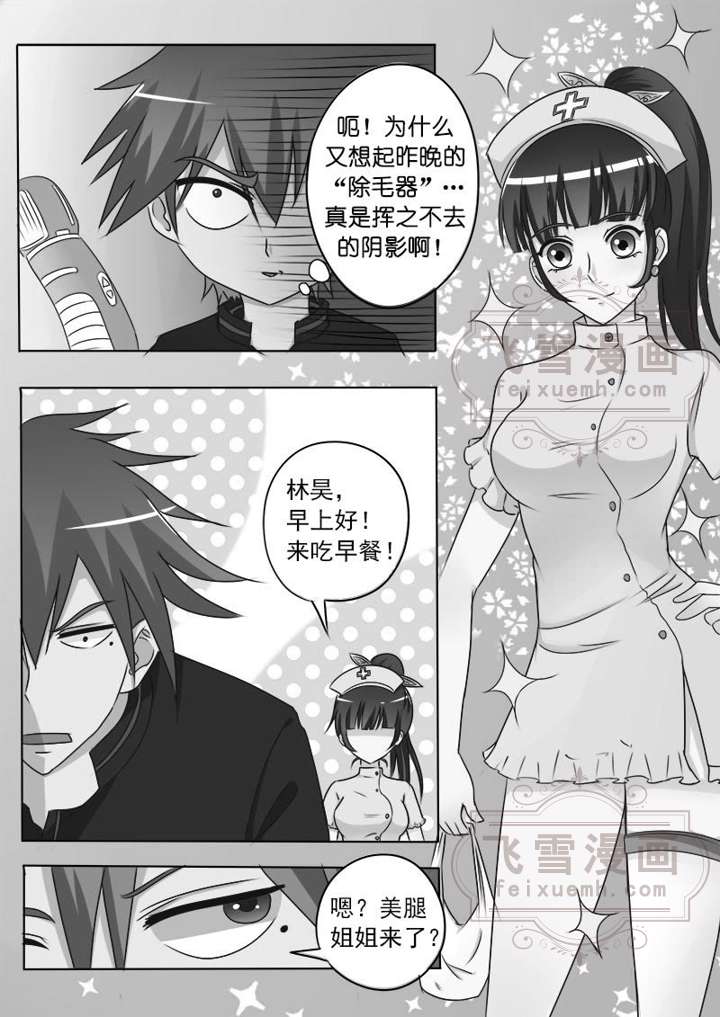 呃！为什么
又想起昨晚的
“除毛器”…
真是挥之不去
的阴影啊！
飞雪漫画
feixuemh.com
林昊，
早上好！
来吃早餐！
飞雪漫画
feixuemh.com
嗯？美腿
姐姐来了？